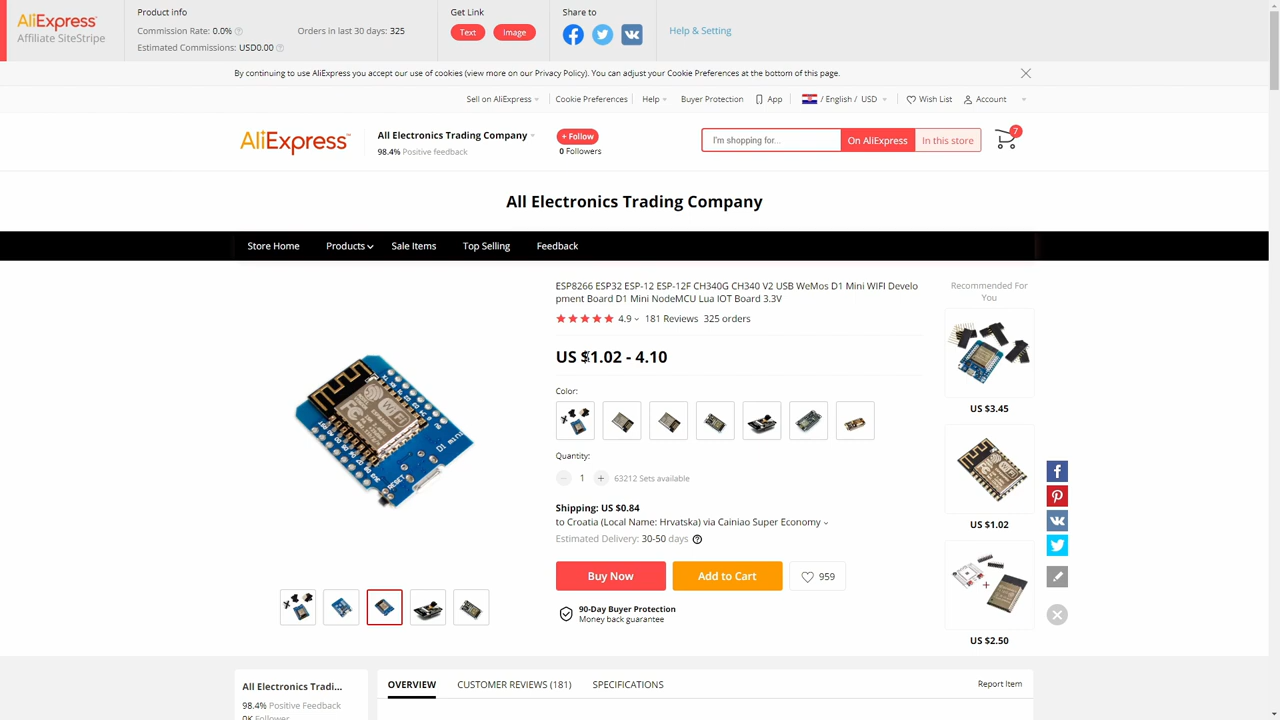 AliExpress
Affiliate SiteStripe
Product info
Commission Rate: 0.0%
Orders in last 30 days: 325
Estimated Commissions: USD0.00
Get Link
Text
Image
Share to
Help & Setting
By continuing to use AliExpress you accept our use of cookies (view more on our Privacy Policy). You can adjust your Cookie Preferences at the bottom of this page.
Sell on AliExpress
Cookie Preferences
Help
Buyer Protection
App
/ English / USD
Wish List
Account
AliExpress™
All Electronics Trading Company
98.4% Positive feedback
+ Follow
0 Followers
I'm shopping for...
On AliExpress
In this store
7
All Electronics Trading Company
Store Home
Products
Sale Items
Top Selling
Feedback
ESP8266 ESP32 ESP-12 ESP-12F CH340G CH340 V2 USB WeMos D1 Mini WIFI Develo
pment Board D1 Mini NodeMCU Lua IOT Board 3.3V
4.9 181 Reviews 325 orders
US $1.02 - 4.10
Color:
Quantity:
1
63212 Sets available
Shipping: US $0.84
to Croatia (Local Name: Hrvatska) via Cainiao Super Economy
Estimated Delivery: 30-50 days
Buy Now
Add to Cart
959
90-Day Buyer Protection
Money back guarantee
WiFi
D1 mini
RESET
Recommended For
You
US $3.45
US $1.02
US $2.50
All Electronics Tradi...
98.4% Positive Feedback
0K Follower
OVERVIEW
CUSTOMER REVIEWS (181)
SPECIFICATIONS
Report Item